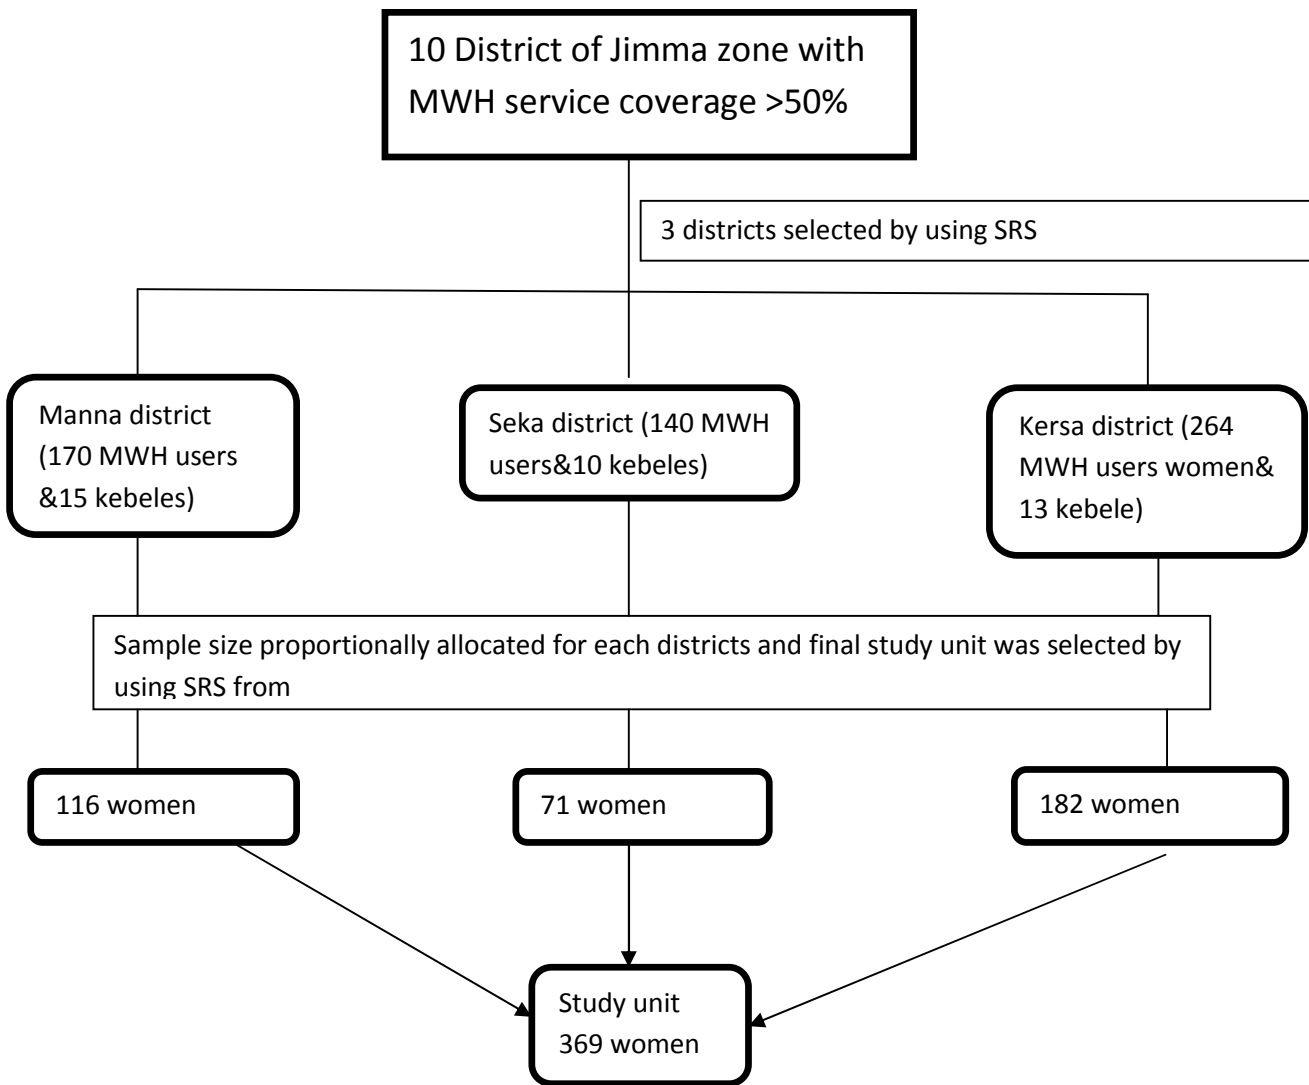 10 District of Jimma zone with
MWH service coverage >50%
3 districts selected by using SRS
Manna district
(170 MWH users
&15 kebeles)
Seka district (140 MWH
users&10 kebeles)
Kersa district (264
MWH users women&
13 kebele)
Sample size proportionally allocated for each districts and final study unit was selected by
using SRS from
116 women
71 women
182 women
Study unit
369 women